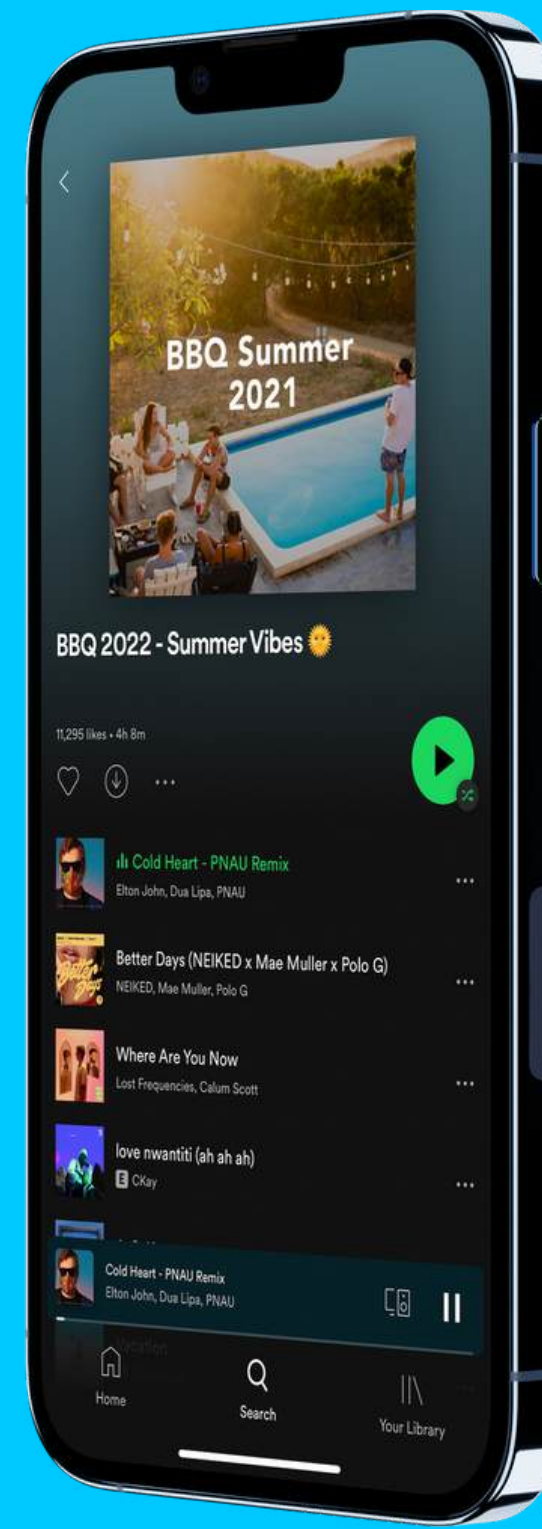 BBQ Summer
2021
BBQ 2022 - Summer Vibes 🌞
11,295 likes • 4h 8m
Cold Heart - PNAU Remix
Elton John, Dua Lipa, PNAU
Better Days
Better Days (NEIKED x Mae Muller x Polo G)
NEIKED, Mae Muller, Polo G
Where Are You Now
Lost Frequencies, Calum Scott
love nwantiti (ah ah ah)
E CKay
Cold Heart - PNAU Remix
Elton John, Dua Lipa, PNAU
Vacation
Home
Search
Your Library